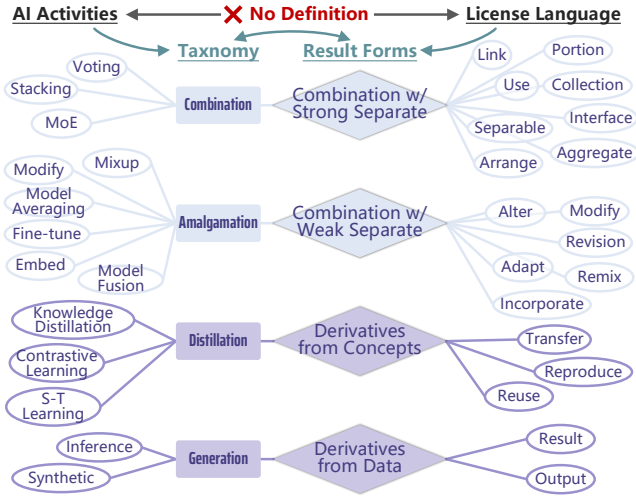 AI Activities
No Definition
License Language
Taxnomy
Result Forms
Voting
Stacking
MoE
Combination
Combination w/
Strong Separate
Link
Portion
Use
Collection
Interface
Separable
Aggregate
Arrange
Mixup
Modify
Model
Averaging
Fine-tune
Embed
Model
Fusion
Amalgamation
Combination w/
Weak Separate
Alter
Modify
Revision
Adapt
Remix
Incorporate
Knowledge
Distillation
Contrastive
Learning
S-T
Learning
Distillation
Derivatives
from Concepts
Transfer
Reproduce
Reuse
Inference
Synthetic
Generation
Derivatives
from Data
Result
Output